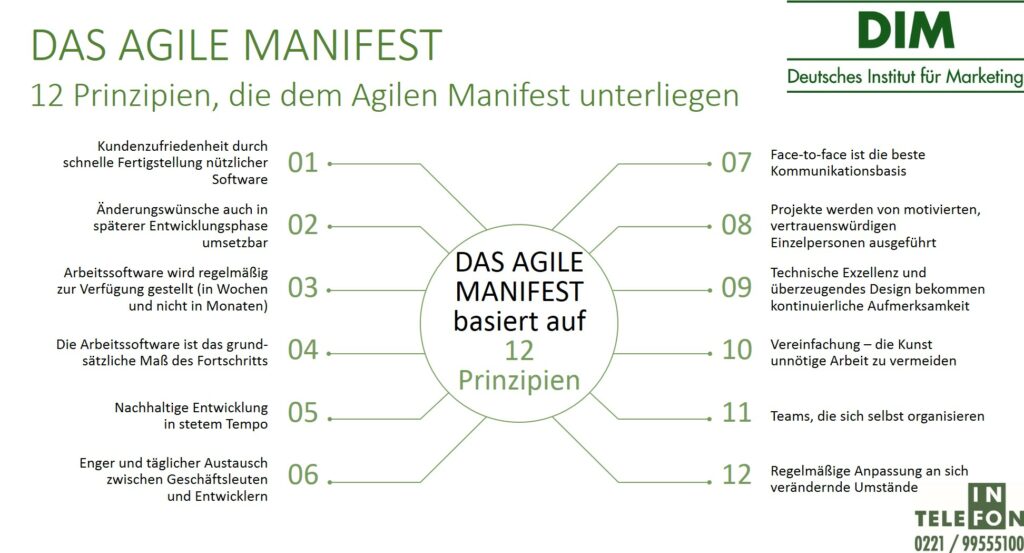 DAS AGILE MANIFEST
12 Prinzipien, die dem Agilen Manifest unterliegen
DIM
Deutsches Institut für Marketing
Kundenzufriedenheit durch
schnelle Fertigstellung nützlicher
Software
01
Änderungswünsche auch in
späterer Entwicklungsphase
umsetzbar
02
Arbeitssoftware wird regelmäßig
zur Verfügung gestellt (in Wochen
und nicht in Monaten)
03
Die Arbeitssoftware ist das grund-
sätzliche Maß des Fortschritts
04
Nachhaltige Entwicklung
in stetem Tempo
05
Enger und täglicher Austausch
zwischen Geschäftsleuten
und Entwicklern
06
DAS AGILE
MANIFEST
basiert auf
12
Prinzipien
07
Face-to-face ist die beste
Kommunikationsbasis
08
Projekte werden von motivierten,
vertrauenswürdigen
Einzelpersonen ausgeführt
09
Technische Exzellenz und
überzeugendes Design bekommen
kontinuierliche Aufmerksamkeit
10
Vereinfachung – die Kunst
unnötige Arbeit zu vermeiden
11
Teams, die sich selbst organisieren
12
Regelmäßige Anpassung an sich
verändernde Umstände
IN
TELEFON
0221 / 99555100